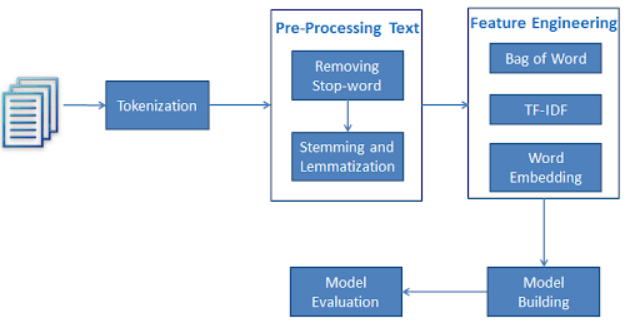 Tokenization
Pre-Processing Text
Removing
Stop-word
Stemming and
Lemmatization
Feature Engineering
Bag of Word
TF-IDF
Word
Embedding
Model
Building
Model
Evaluation